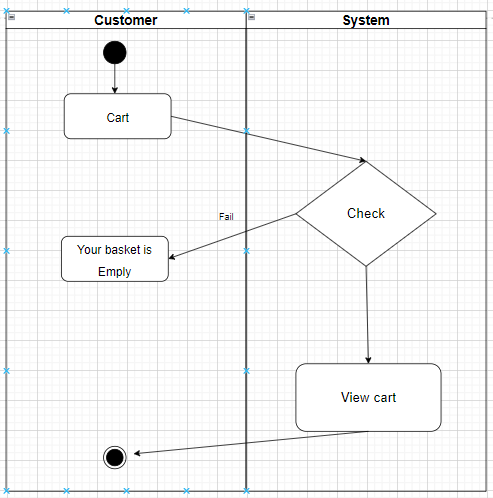 Customer
System
Cart
Check
Fail
Your basket is
Emply
View cart